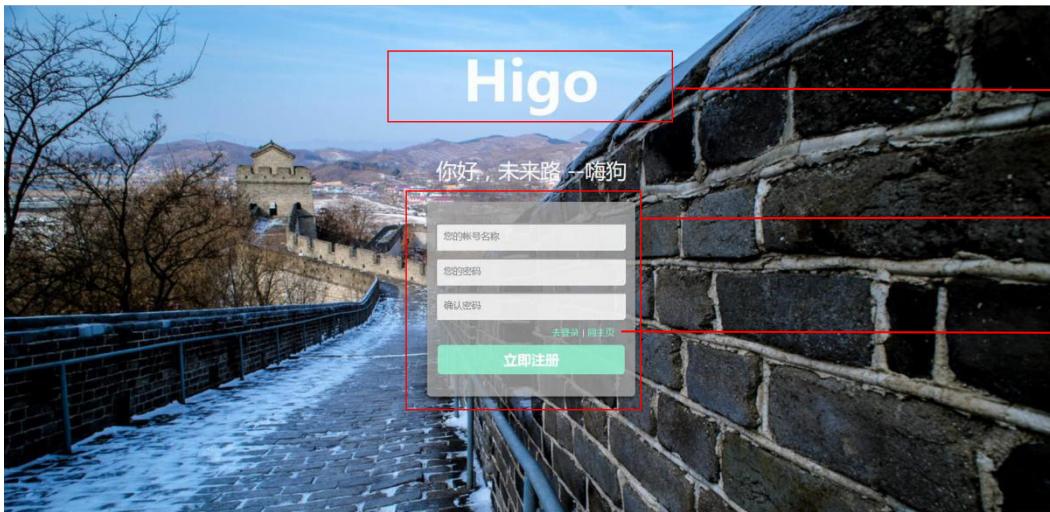 Higo
你好，未来路 --嗨狗
您的帐号名称
您的密码
确认密码
去登录 | 回主页
立即注册